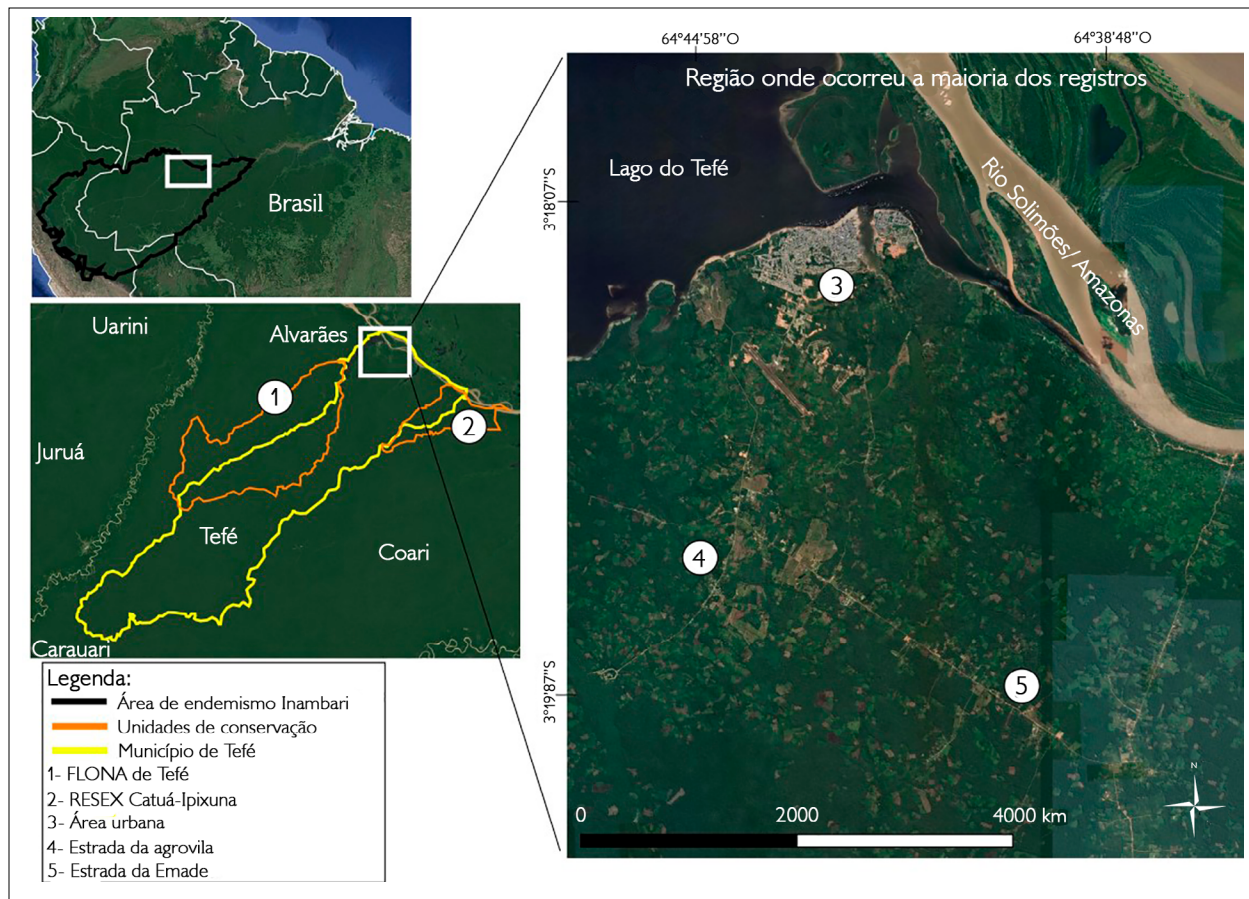 Brasil
Uarini
Alvarães
1
2
Juruá
Tefé
Coari
Carauari
Legenda:
Área de endemismo Inambari
Unidades de conservação
Município de Tefé
1- FLONA de Tefé
2- RESEX Catuá-Ipixuna
3- Área urbana
4- Estrada da agrovila
5- Estrada da Emade
64°44'58''O
64°38'48''O
Região onde ocorreu a maioria dos registros
Lago do Tefé
3°18'07''S
Rio Solimões/ Amazonas
3
4
3°19'87''S
5
N
0
2000
4000 km